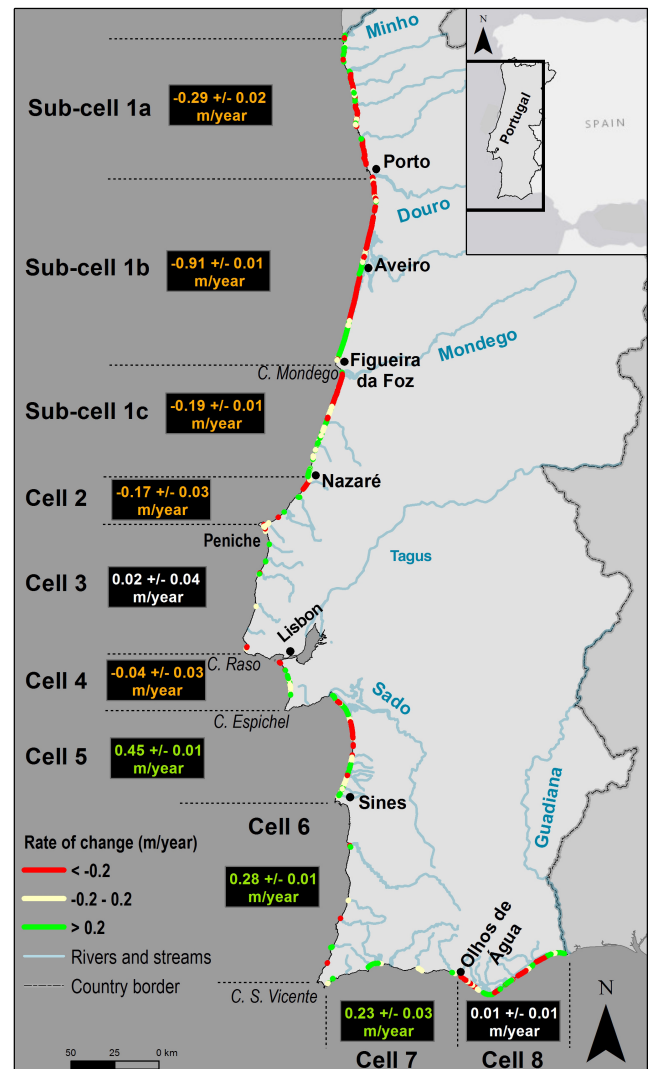 Minho
N
Sub-cell 1a
-0.29 +/- 0.02
m/year
Portugal
SPAIN
Porto
Douro
Sub-cell 1b
-0.91 +/- 0.01
m/year
Aveiro
Mondego
C. Mondego
Figueira
da Foz
Sub-cell 1c
-0.19 +/- 0.01
m/year
Nazaré
Cell 2
-0.17 +/- 0.03
m/year
Peniche
Tagus
Cell 3
0.02 +/- 0.04
m/year
Lisbon
C. Raso
Cell 4
-0.04 +/- 0.03
m/year
Sado
C. Espichel
Cell 5
0.45 +/- 0.01
m/year
Guadiana
Sines
Cell 6
Rate of change (m/year)
< -0.2
-0.2 - 0.2
> 0.2
Rivers and streams
Country border
0.28 +/- 0.01
m/year
Olhos de
Água
C. S. Vicente
N
0.23 +/- 0.03
m/year
0.01 +/- 0.01
m/year
Cell 7
Cell 8
50 25 0 km